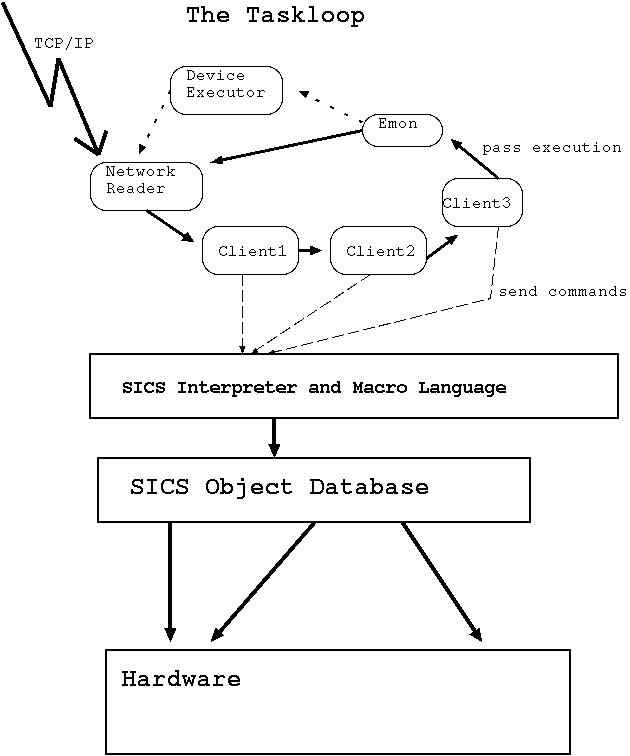 The Taskloop
TCP/IP
Device
Executor
Emon
pass execution
Network
Reader
Client3
Client1
Client2
send commands
SICS Interpreter and Macro Language
SICS Object Database
Hardware